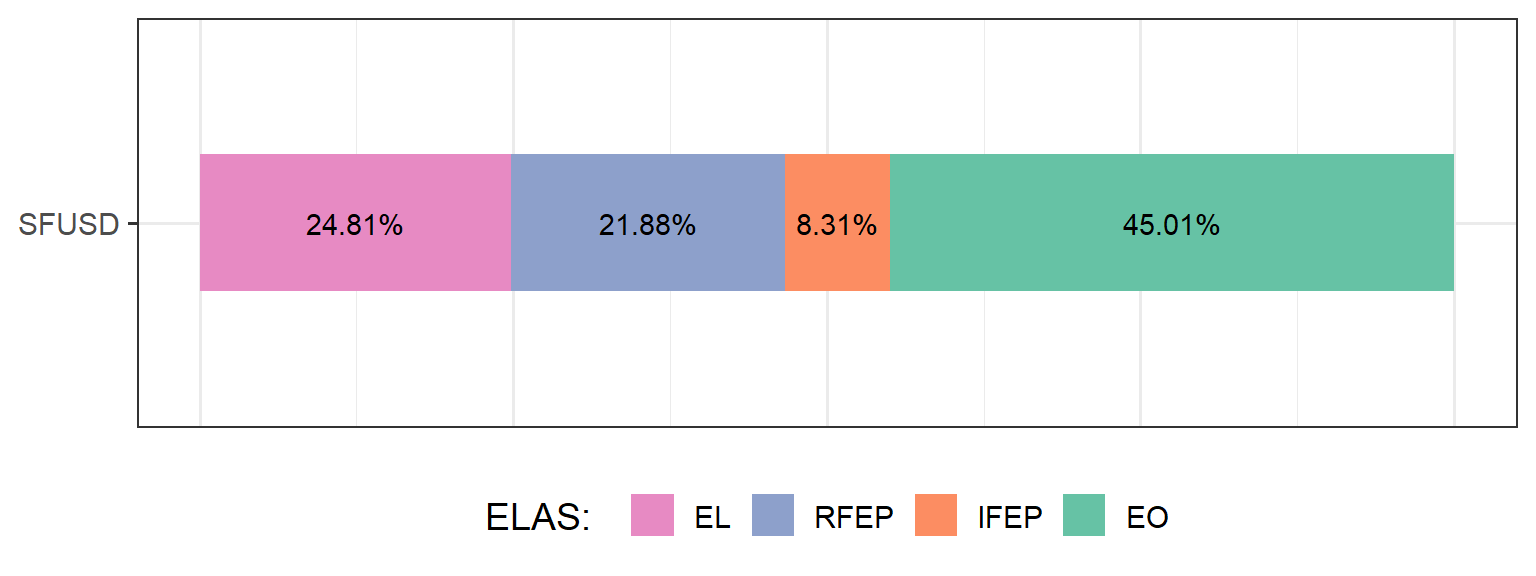 SFUSD 24.81% 21.88% 8.31% 45.01%
ELAS: EL RFEP IFEP EO